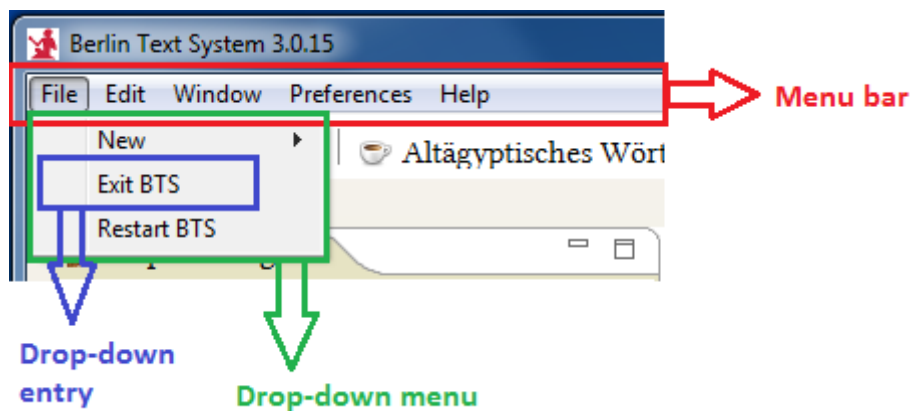 Berlin Text System 3.0.15
File Edit Window Preferences Help
Menu bar
New
Altägyptisches Wört
Exit BTS
Restart BTS
Drop-down
entry
Drop-down menu